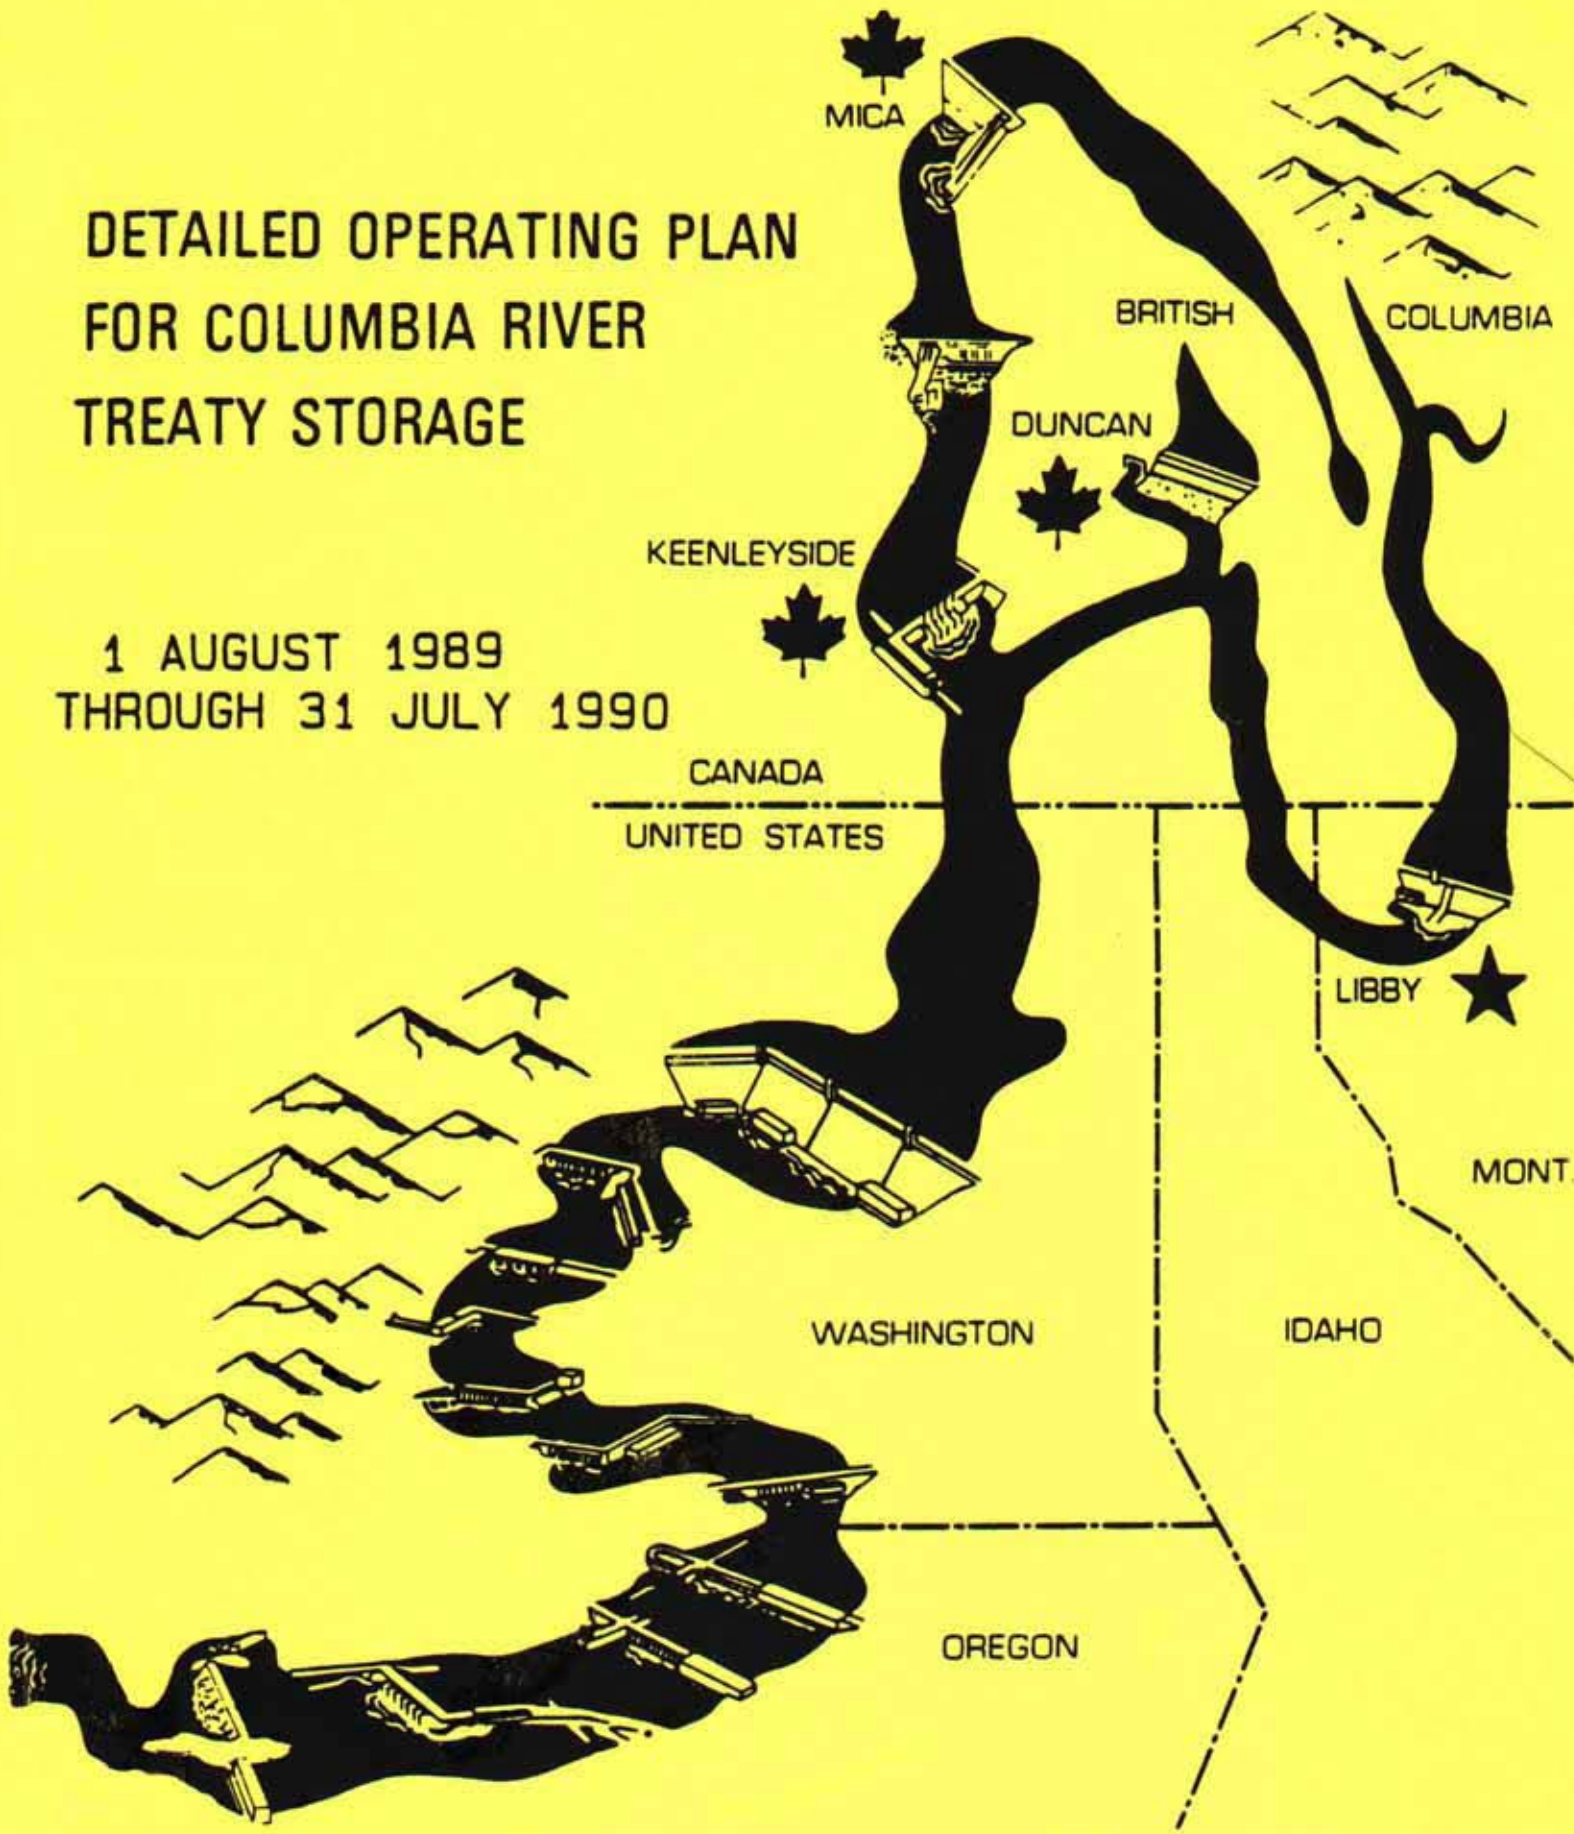 DETAILED OPERATING PLAN
FOR COLUMBIA RIVER
TREATY STORAGE
1 AUGUST 1989
THROUGH 31 JULY 1990
MICA
BRITISH COLUMBIA
DUNCAN
KEENLEYSIDE
CANADA
UNITED STATES
LIBBY
MONT.
WASHINGTON
IDAHO
OREGON